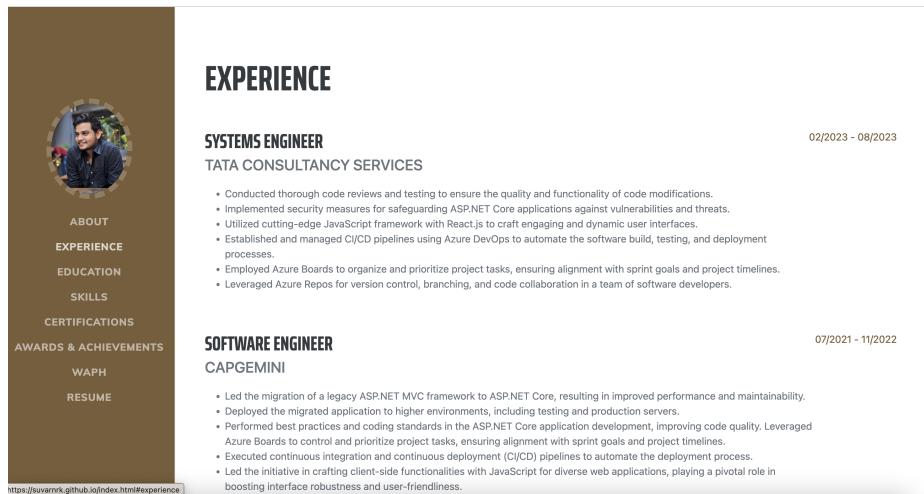 ABOUT
EXPERIENCE
EDUCATION
SKILLS
CERTIFICATIONS
AWARDS & ACHIEVEMENTS
WAPH
RESUME
https://suvarnrk.github.io/index.html#experience
EXPERIENCE
SYSTEMS ENGINEER
02/2023 - 08/2023
TATA CONSULTANCY SERVICES
• Conducted thorough code reviews and testing to ensure the quality and functionality of code modifications.
• Implemented security measures for safeguarding ASP.NET Core applications against vulnerabilities and threats.
• Utilized cutting-edge JavaScript framework with React.js to craft engaging and dynamic user interfaces.
• Established and managed CI/CD pipelines using Azure DevOps to automate the software build, testing, and deployment
processes.
• Employed Azure Boards to organize and prioritize project tasks, ensuring alignment with sprint goals and project timelines.
• Leveraged Azure Repos for version control, branching, and code collaboration in a team of software developers.
SOFTWARE ENGINEER
07/2021 - 11/2022
CAPGEMINI
• Led the migration of a legacy ASP.NET MVC framework to ASP.NET Core, resulting in improved performance and maintainability.
• Deployed the migrated application to higher environments, including testing and production servers.
• Performed best practices and coding standards in the ASP.NET Core application development, improving code quality. Leveraged
Azure Boards to control and prioritize project tasks, ensuring alignment with sprint goals and project timelines.
• Executed continuous integration and continuous deployment (CI/CD) pipelines to automate the deployment process.
• Led the initiative in crafting client-side functionalities with JavaScript for diverse web applications, playing a pivotal role in
boosting interface robustness and user-friendliness.